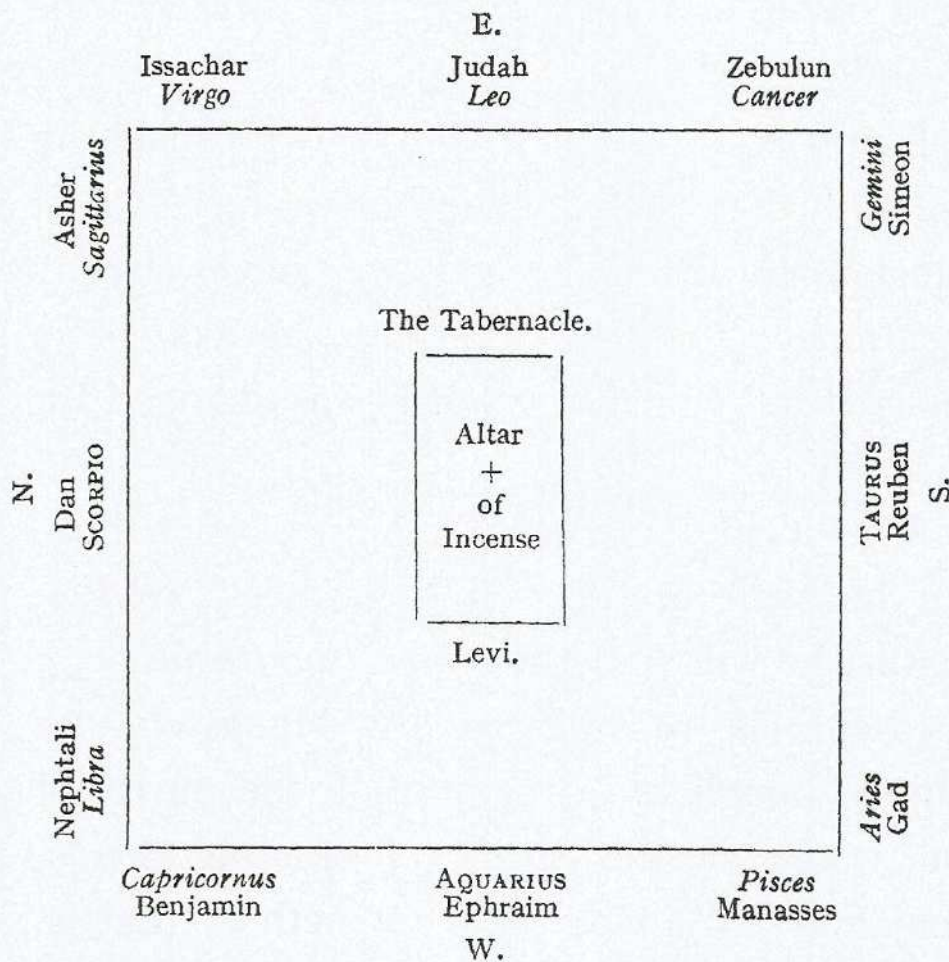 E.
Issachar
Virgo
Judah
Leo
Zebulun
Cancer
Asher
Sagittarius
Gemini
Simeon
The Tabernacle.
N.
Dan
SCORPIO
Altar
+
of
Incense
TAURUS
Reuben
S.
Levi.
Nephtali
Libra
Aries
Gad
Capricornus
Benjamin
AQUARIUS
Ephraim
Pisces
Manasses
W.